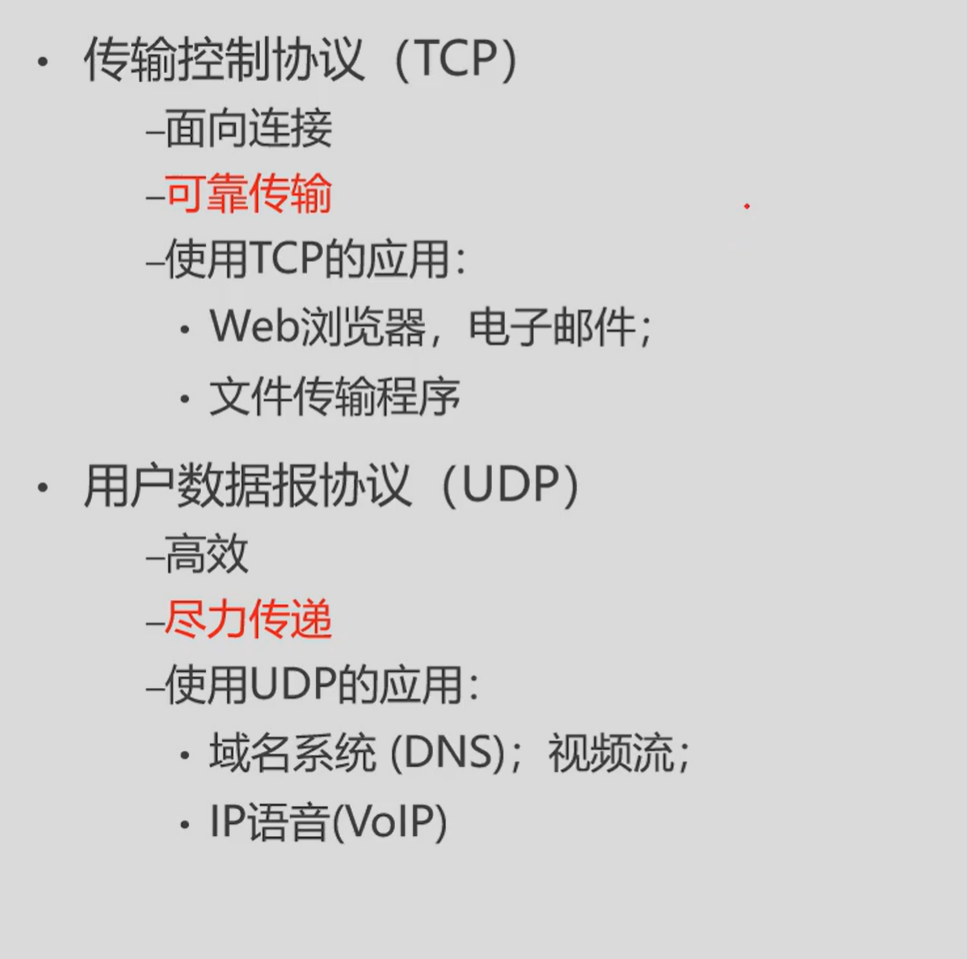 • 传输控制协议（TCP）
–面向连接
–可靠传输
–使用TCP的应用：
• Web浏览器，电子邮件；
• 文件传输程序
• 用户数据报协议（UDP）
–高效
–尽力传递
–使用UDP的应用：
• 域名系统 (DNS)；视频流；
• IP语音(VoIP)